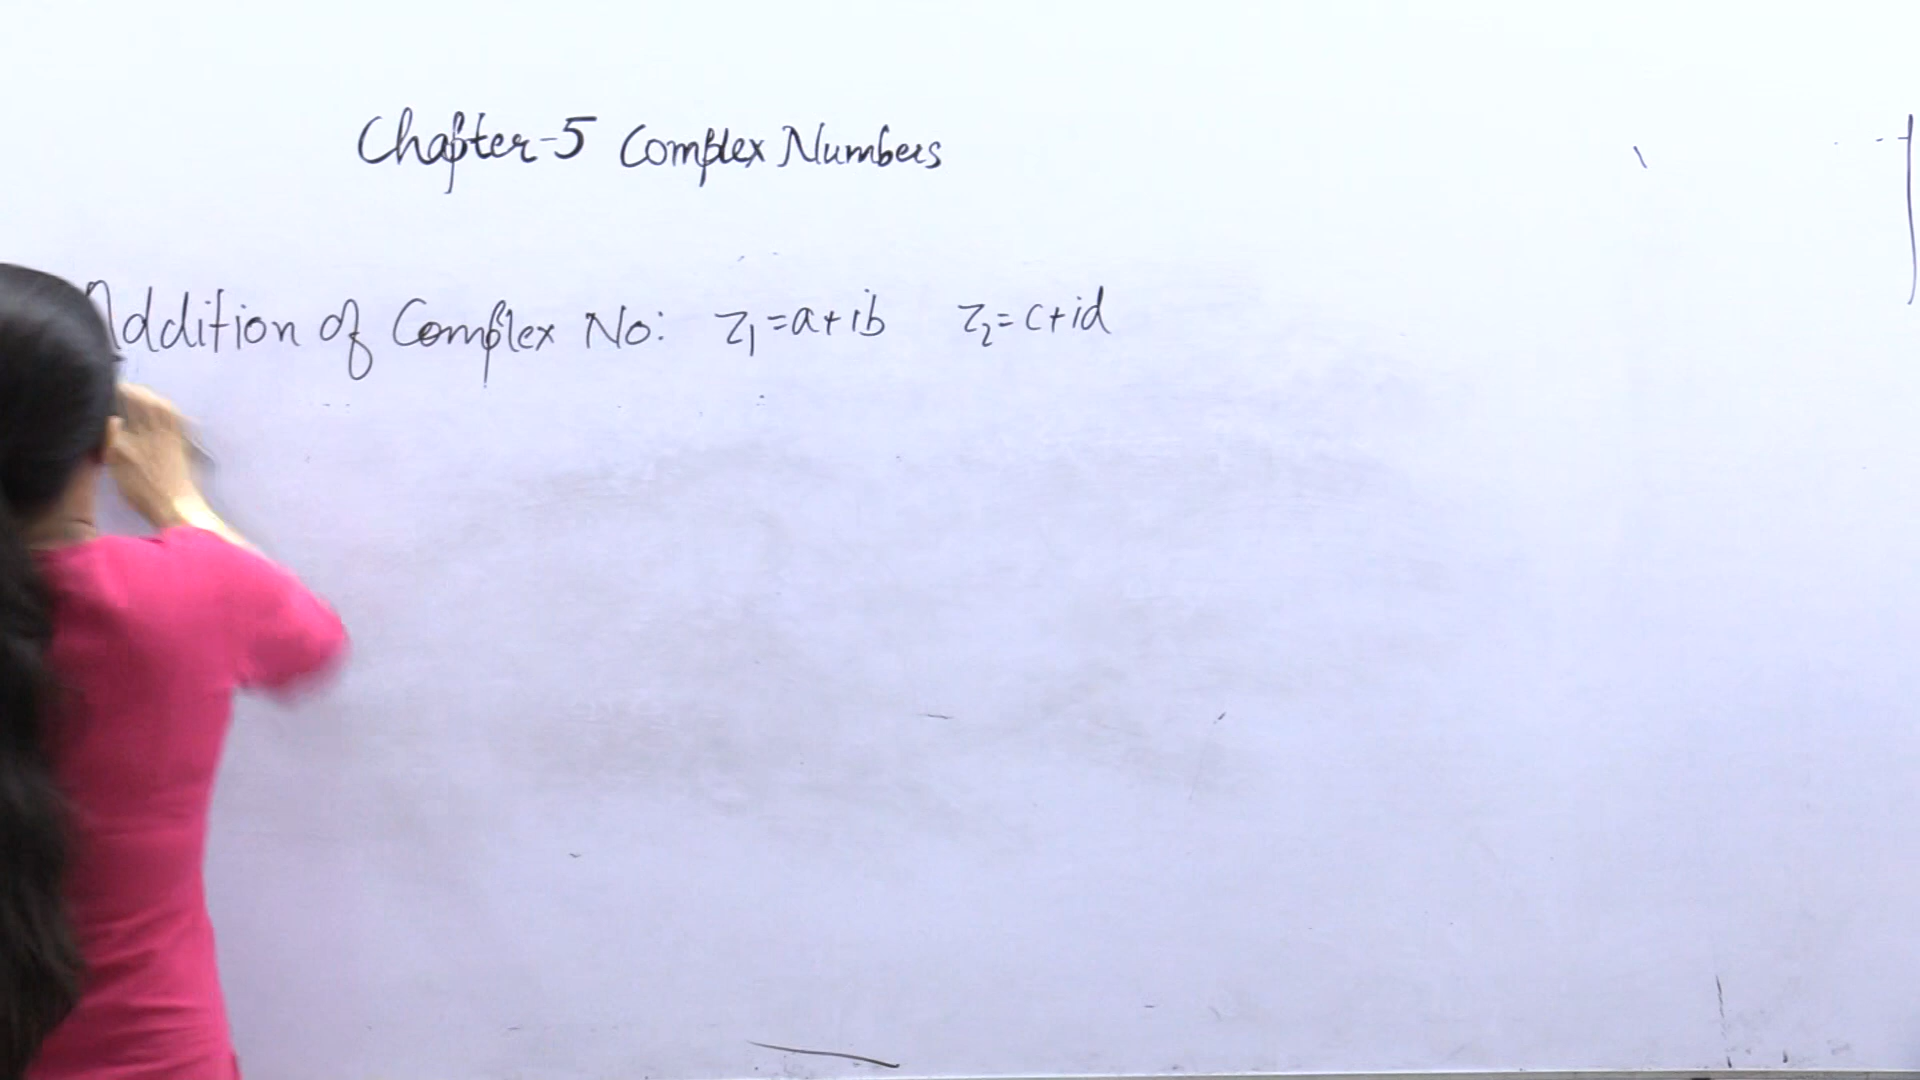 Chapter-5 Complex Numbers
Addition of Complex No: z₁=a+ib z₂=c+id